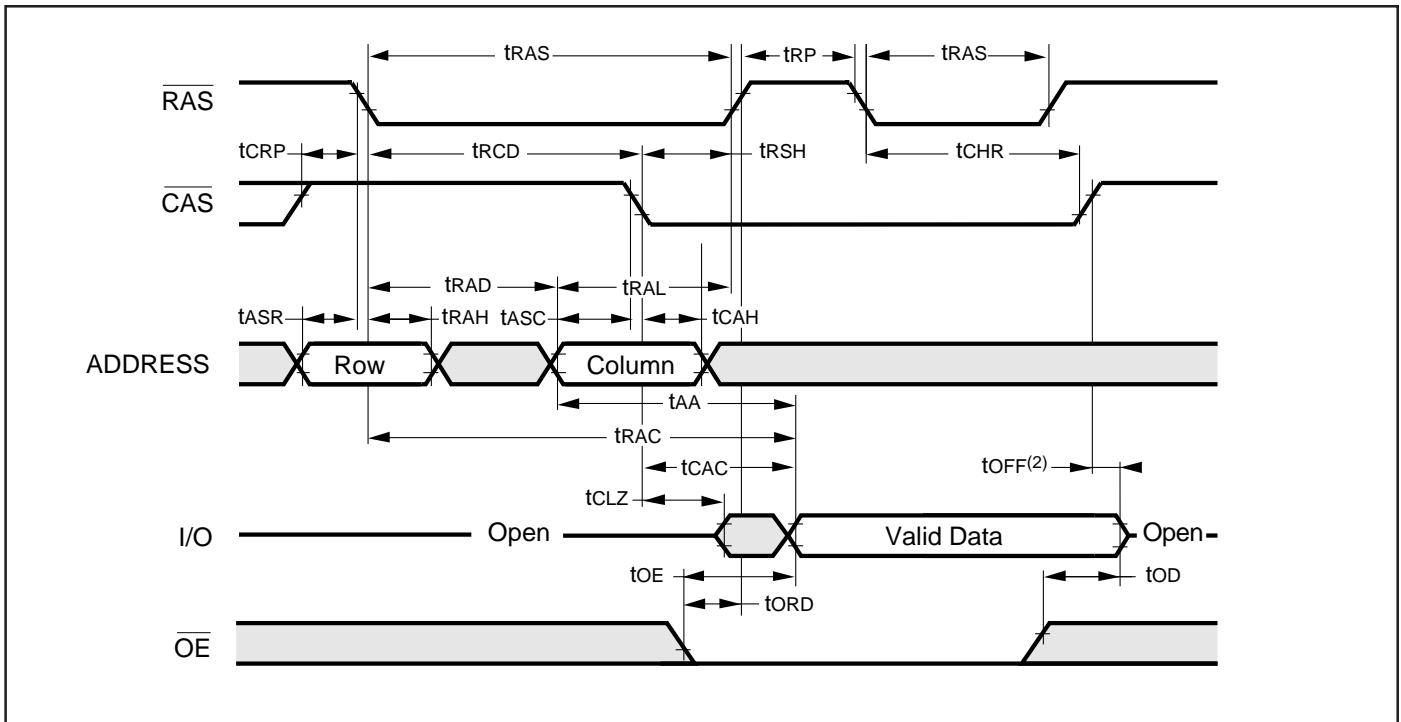 tRAS tRP tRAS
RAS
tCRP tRCD tRSH tCHR
CAS
tRAD tRAL
tASR tRAH tASC tCAH
ADDRESS Row Column
tAA
tRAC
tCAC tOFF(2)
tCLZ
I/O Open Valid Data Open
tOE tOD
tORD
OE